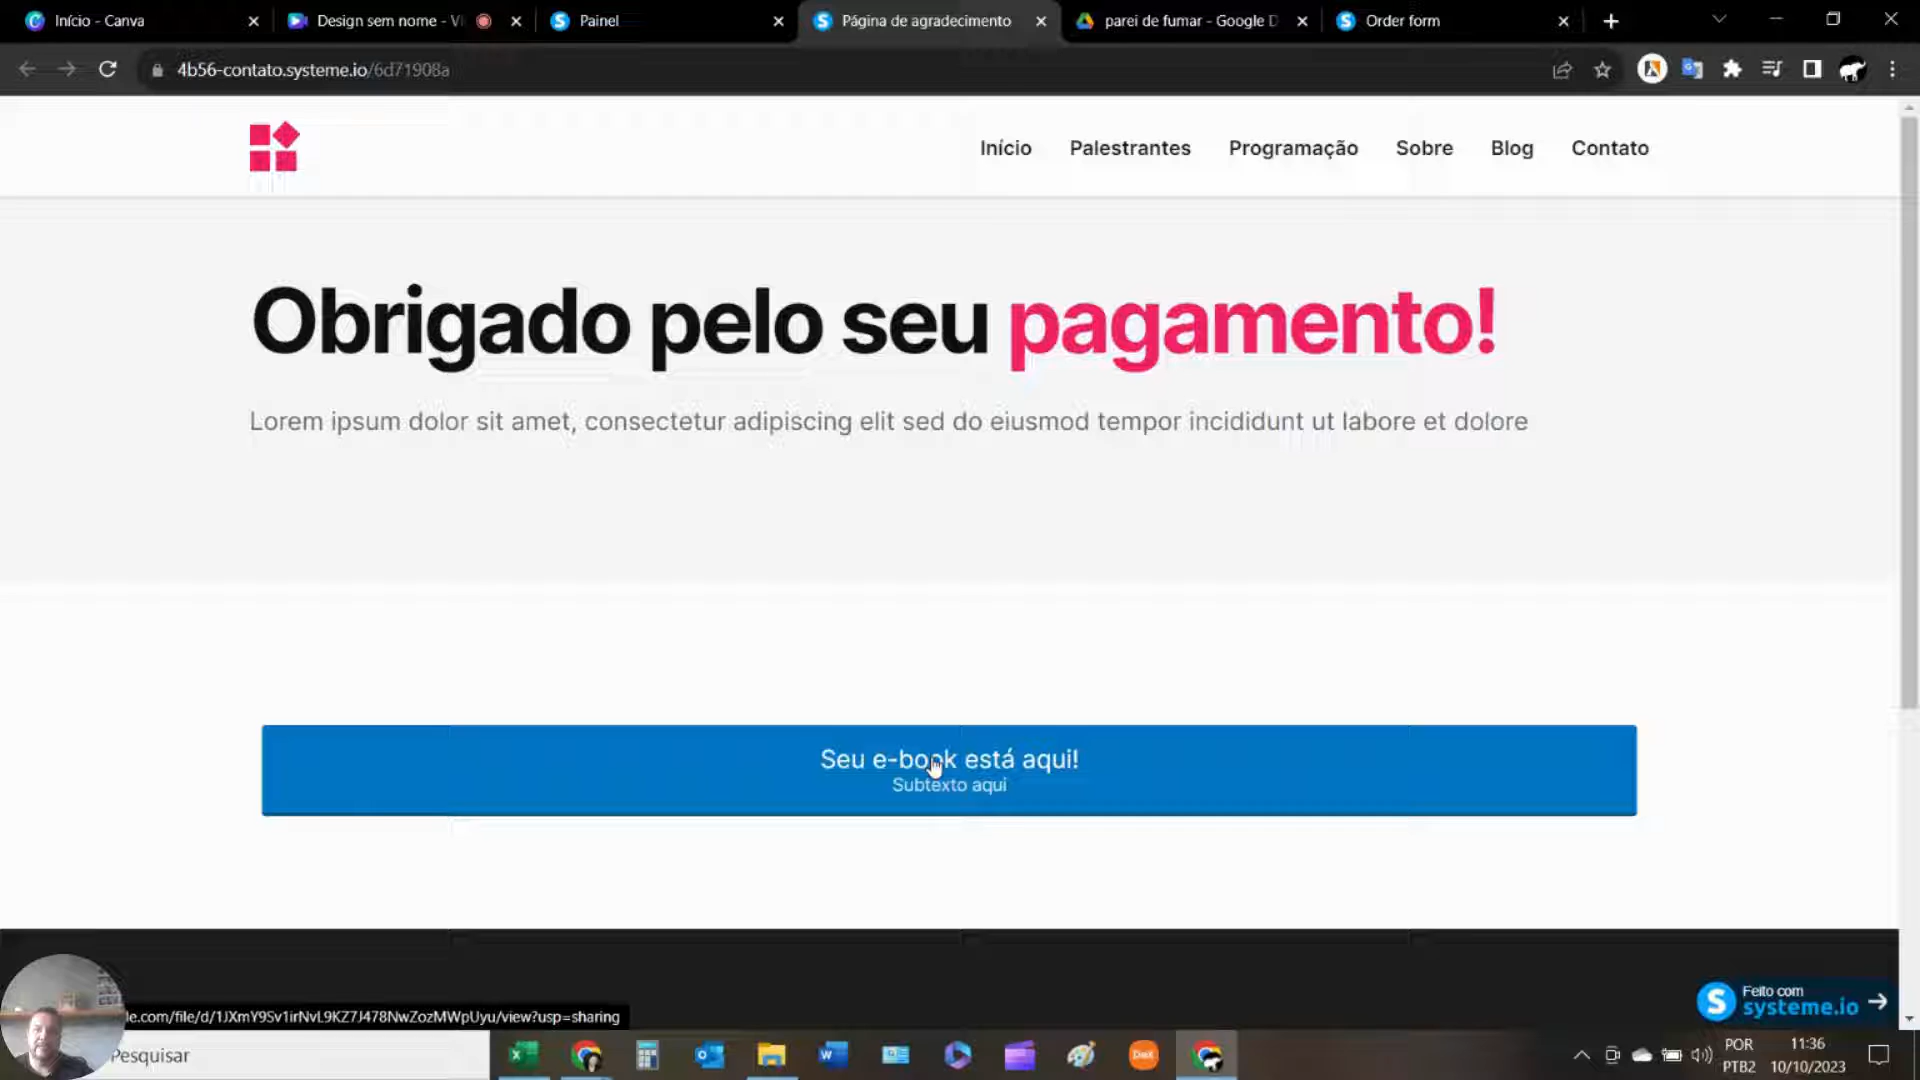 Início - Canva
Design sem nome - Ví
Painel
Página de agradecimento
parei de fumar - Google D
Order form
4b56-contato.systeme.io/6d71908a
Início
Palestrantes
Programação
Sobre
Blog
Contato
Obrigado pelo seu pagamento!
Lorem ipsum dolor sit amet, consectetur adipiscing elit sed do eiusmod tempor incididunt ut labore et dolore
Seu e-book está aqui!
Subtexto aqui
Feito com
systeme.io
le.com/file/d/1JXmY9Sv1irNvL9KZ7J478NwZozMWpUyu/view?usp=sharing
Pesquisar
POR
PTB2
11:36
10/10/2023